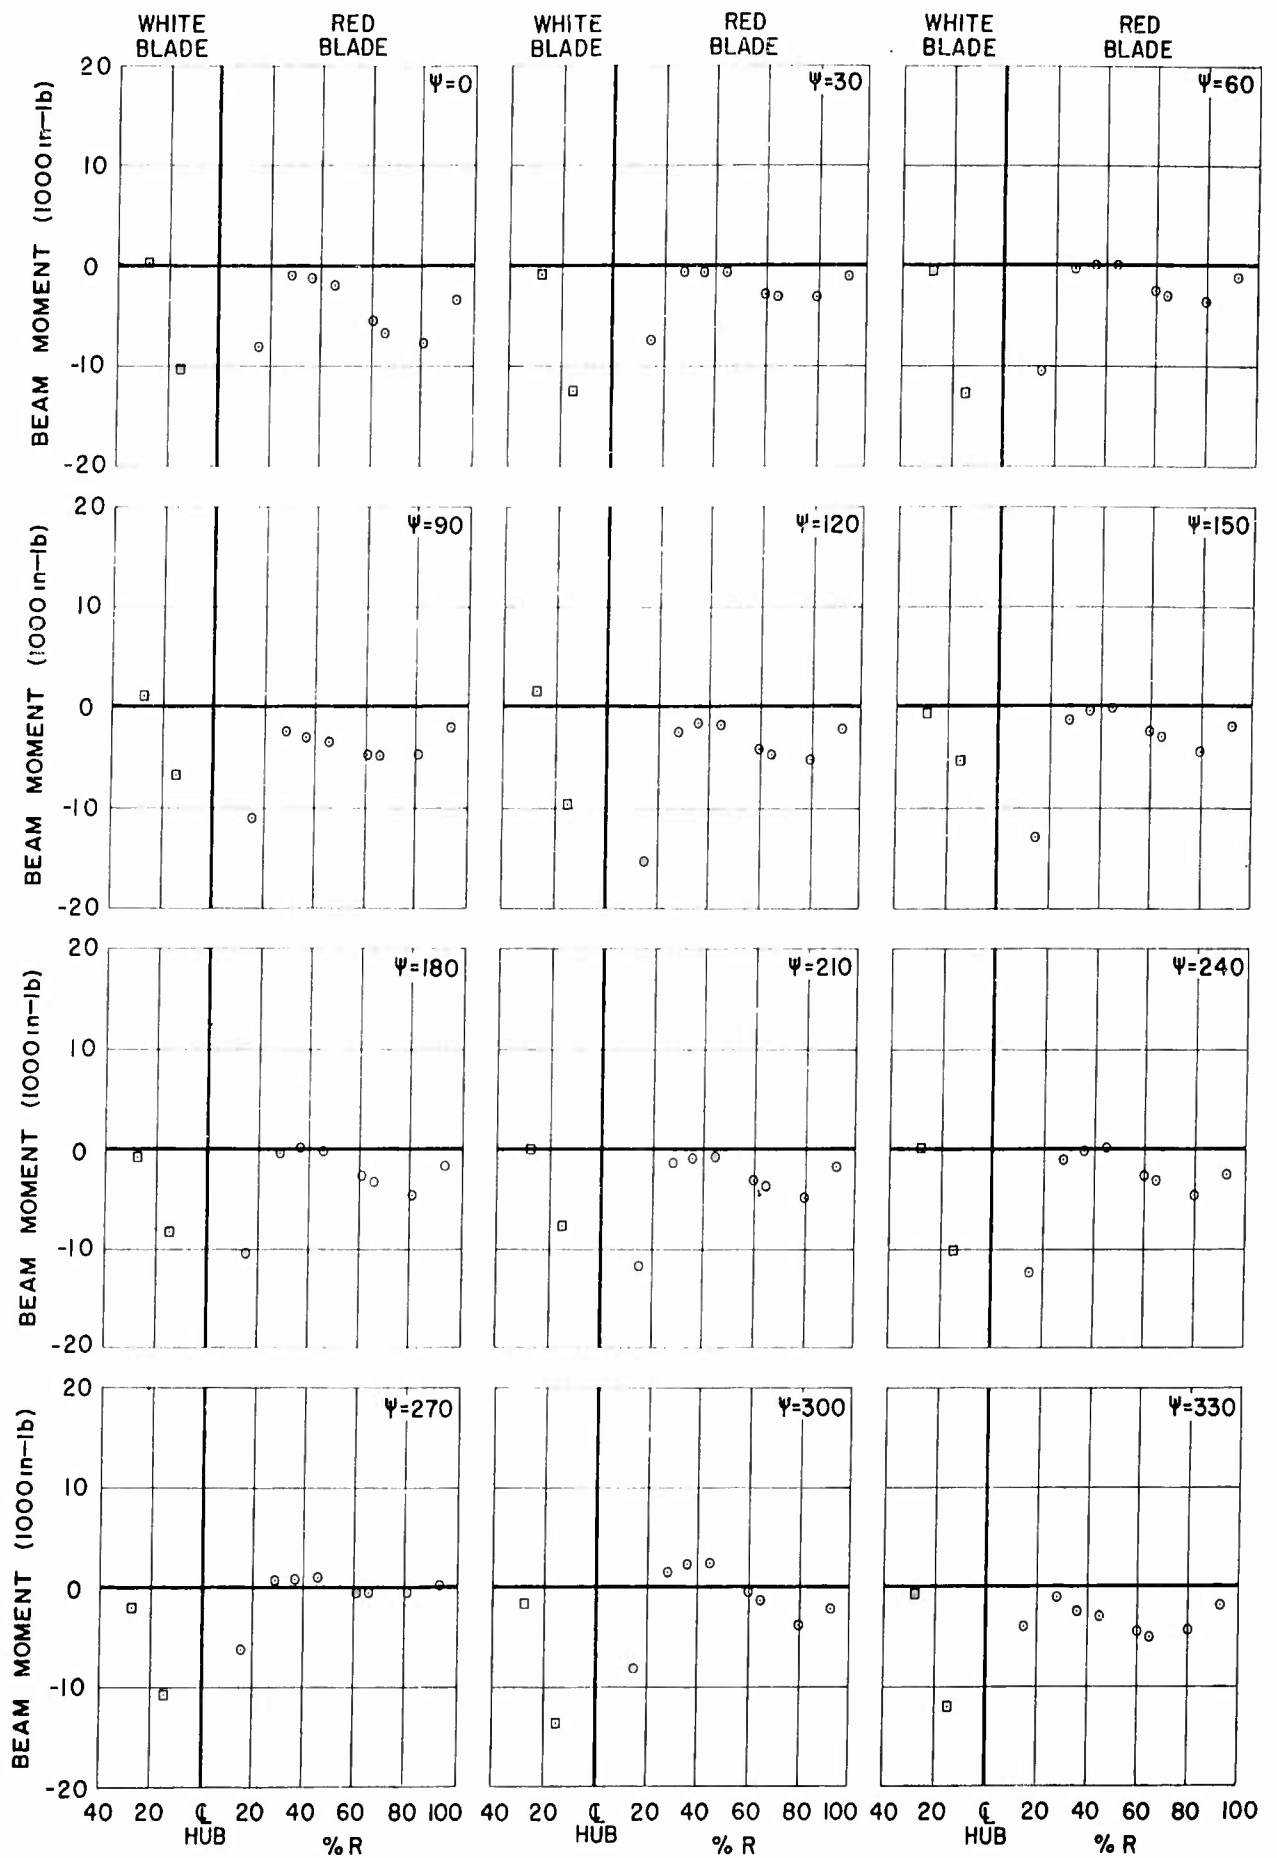 WHITE BLADE RED BLADE WHITE BLADE RED BLADE WHITE BLADE RED BLADE
BEAM MOMENT (1000 in-lb)
20
10
0
-10
-20
Ψ=0
Ψ=30
Ψ=60
BEAM MOMENT (1000 in-lb)
20
10
0
-10
-20
Ψ=90
Ψ=120
Ψ=150
BEAM MOMENT (1000 in-lb)
20
10
0
-10
-20
Ψ=180
Ψ=210
Ψ=240
BEAM MOMENT (1000 in-lb)
20
10
0
-10
-20
Ψ=270
Ψ=300
Ψ=330
40 20 ℄ 20 40 60 80 100 40 20 ℄ 20 40 60 80 100 40 20 ℄ 20 40 60 80 100
HUB % R HUB % R HUB % R